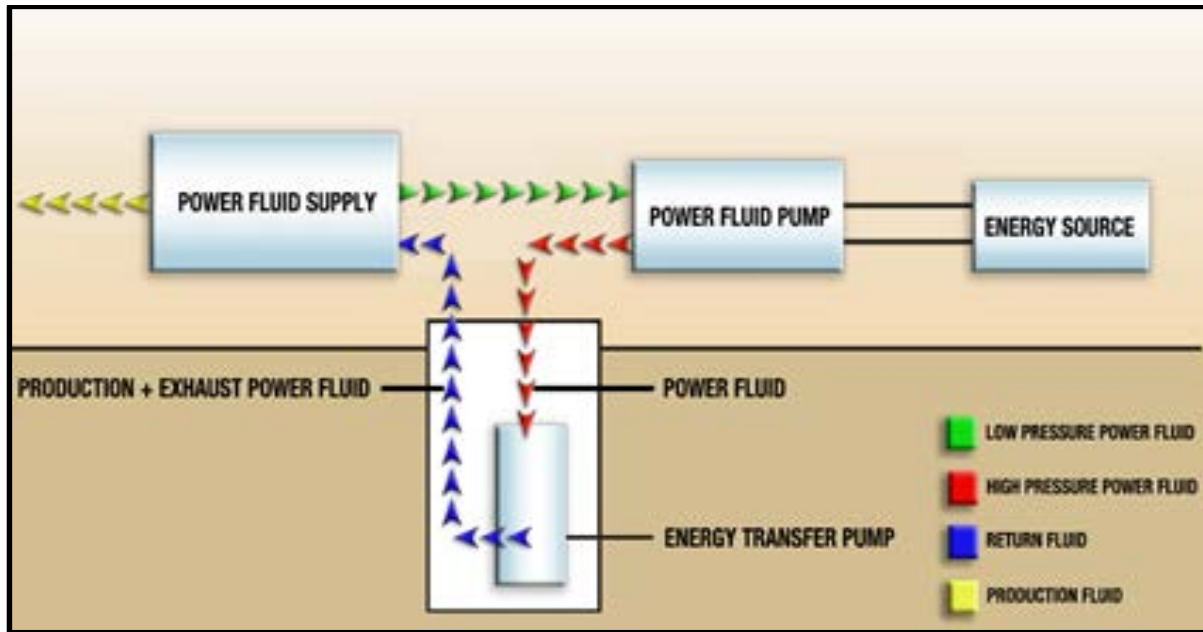 POWER FLUID SUPPLY
POWER FLUID PUMP
ENERGY SOURCE
PRODUCTION + EXHAUST POWER FLUID
POWER FLUID
ENERGY TRANSFER PUMP
LOW PRESSURE POWER FLUID
HIGH PRESSURE POWER FLUID
RETURN FLUID
PRODUCTION FLUID